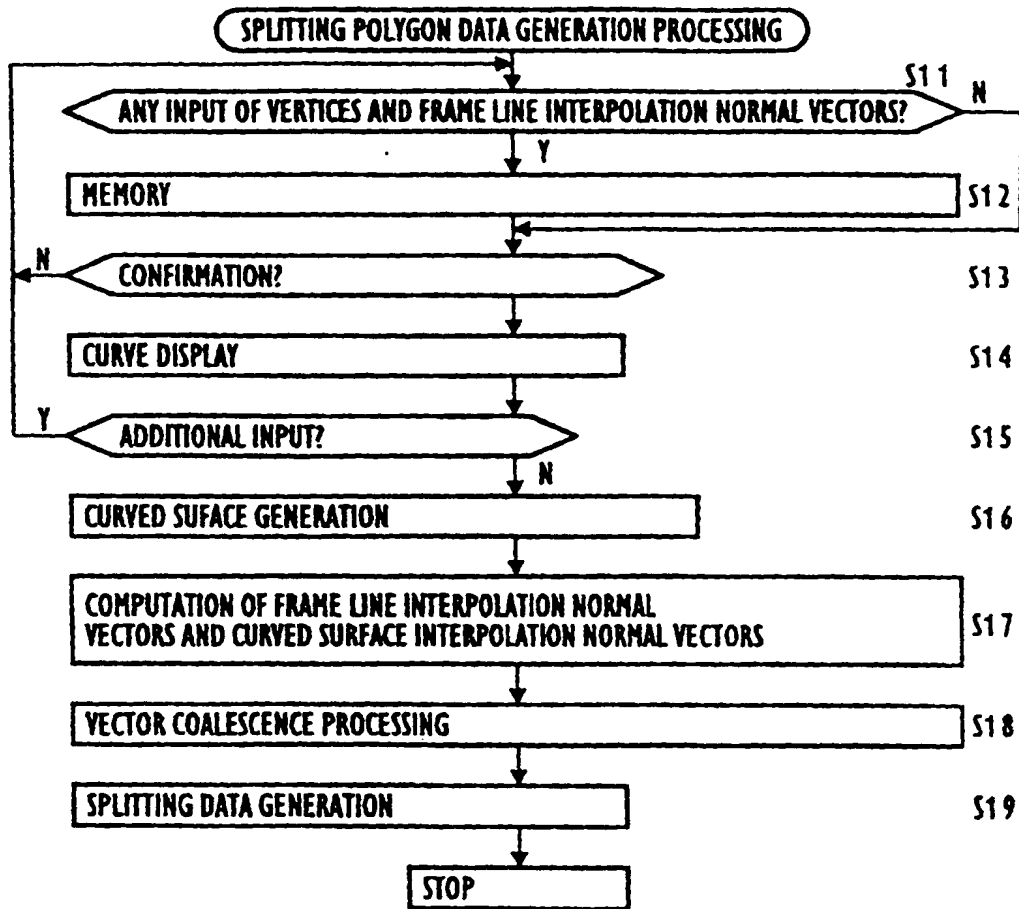 SPLITTING POLYGON DATA GENERATION PROCESSING
S11
ANY INPUT OF VERTICES AND FRAME LINE INTERPOLATION NORMAL VECTORS?
N
Y
MEMORY
S12
N
CONFIRMATION?
S13
CURVE DISPLAY
S14
Y
ADDITIONAL INPUT?
S15
N
CURVED SUFACE GENERATION
S16
COMPUTATION OF FRAME LINE INTERPOLATION NORMAL
VECTORS AND CURVED SURFACE INTERPOLATION NORMAL VECTORS
S17
VECTOR COALESCENCE PROCESSING
S18
SPLITTING DATA GENERATION
S19
STOP